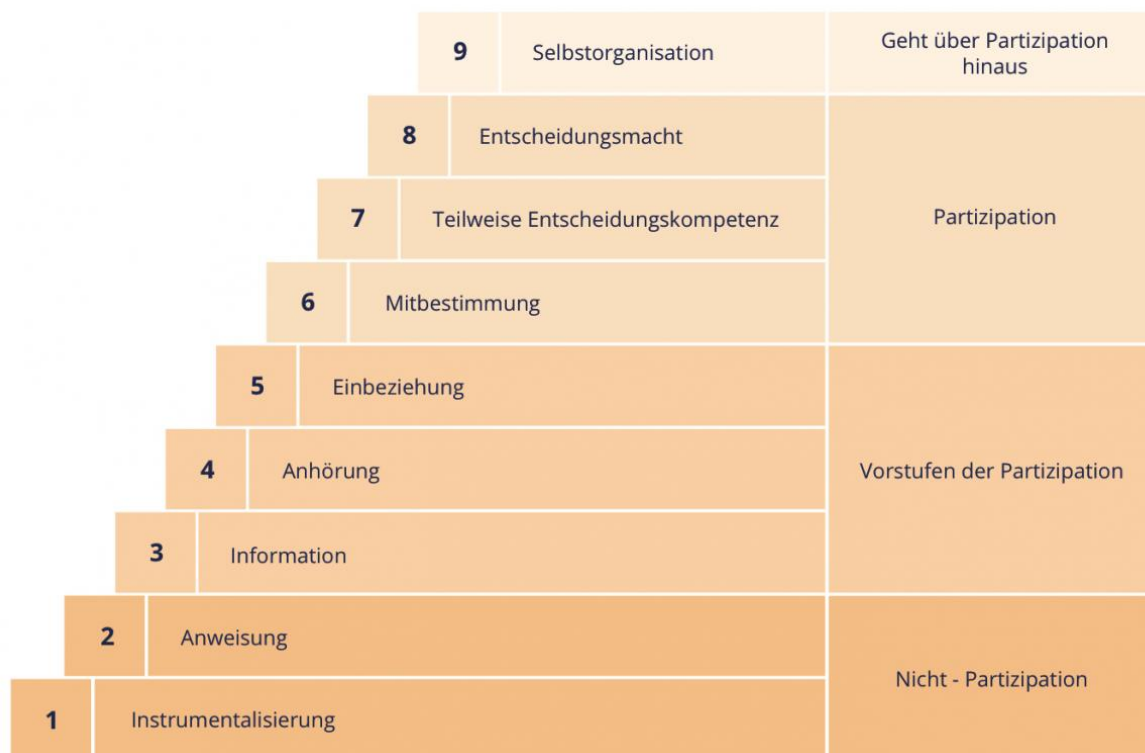 9 Selbstorganisation
Geht über Partizipation
hinaus
8 Entscheidungsmacht
7 Teilweise Entscheidungskompetenz
Partizipation
6 Mitbestimmung
5 Einbeziehung
4 Anhörung
Vorstufen der Partizipation
3 Information
2 Anweisung
Nicht - Partizipation
1 Instrumentalisierung